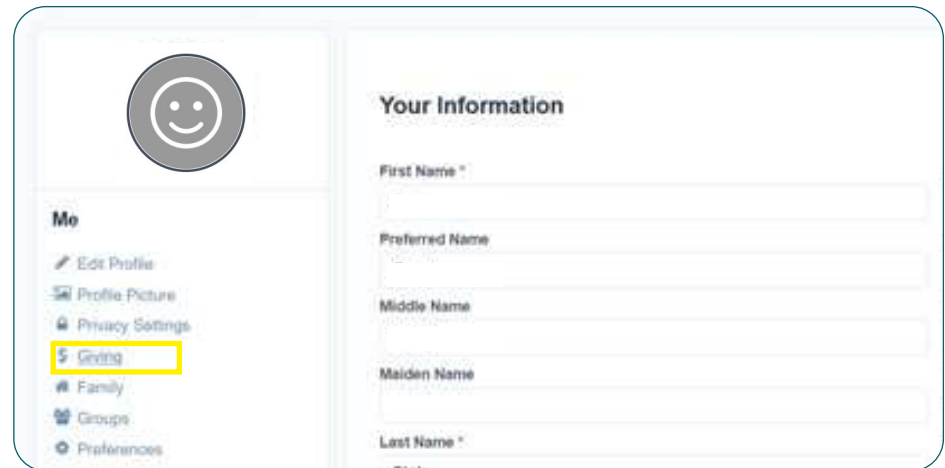 Me
Edit Profile
Profile Picture
Privacy Settings
$ Giving
Family
Groups
Preferences
Your Information
First Name *
Preferred Name
Middle Name
Maiden Name
Last Name *